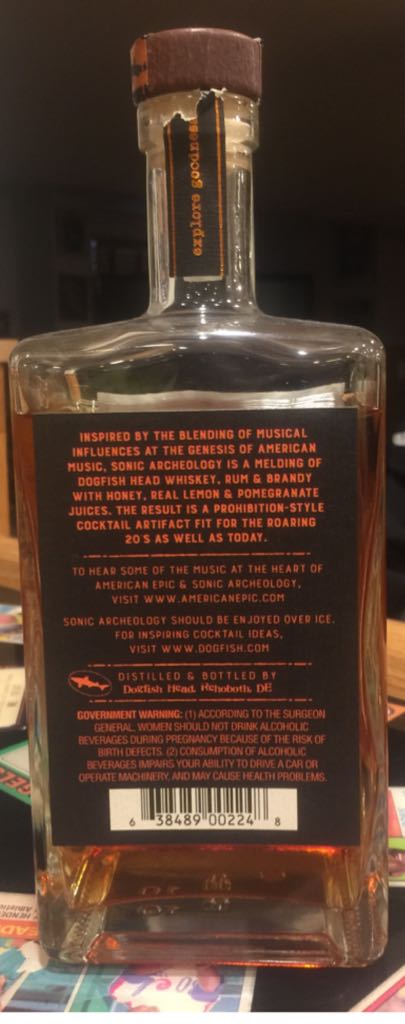 explore goodness
INSPIRED BY THE BLENDING OF MUSICAL
INFLUENCES AT THE GENESIS OF AMERICAN
MUSIC, SONIC ARCHEOLOGY IS A MELDING OF
DOGFISH HEAD WHISKEY, RUM & BRANDY
WITH HONEY, REAL LEMON & POMEGRANATE
JUICES. THE RESULT IS A PROHIBITION-STYLE
COCKTAIL ARTIFACT FIT FOR THE ROARING
20'S AS WELL AS TODAY.
TO HEAR SOME OF THE MUSIC AT THE HEART OF
AMERICAN EPIC & SONIC ARCHEOLOGY,
VISIT WWW.AMERICANEPIC.COM
SONIC ARCHEOLOGY SHOULD BE ENJOYED OVER ICE.
FOR INSPIRING COCKTAIL IDEAS,
VISIT WWW.DOGFISH.COM
DISTILLED & BOTTLED BY
Dogfish Head, Rehoboth, DE
GOVERNMENT WARNING: (1) ACCORDING TO THE SURGEON
GENERAL, WOMEN SHOULD NOT DRINK ALCOHOLIC
BEVERAGES DURING PREGNANCY BECAUSE OF THE RISK OF
BIRTH DEFECTS. (2) CONSUMPTION OF ALCOHOLIC
BEVERAGES IMPAIRS YOUR ABILITY TO DRIVE A CAR OR
OPERATE MACHINERY, AND MAY CAUSE HEALTH PROBLEMS.
6 38489 00224 8